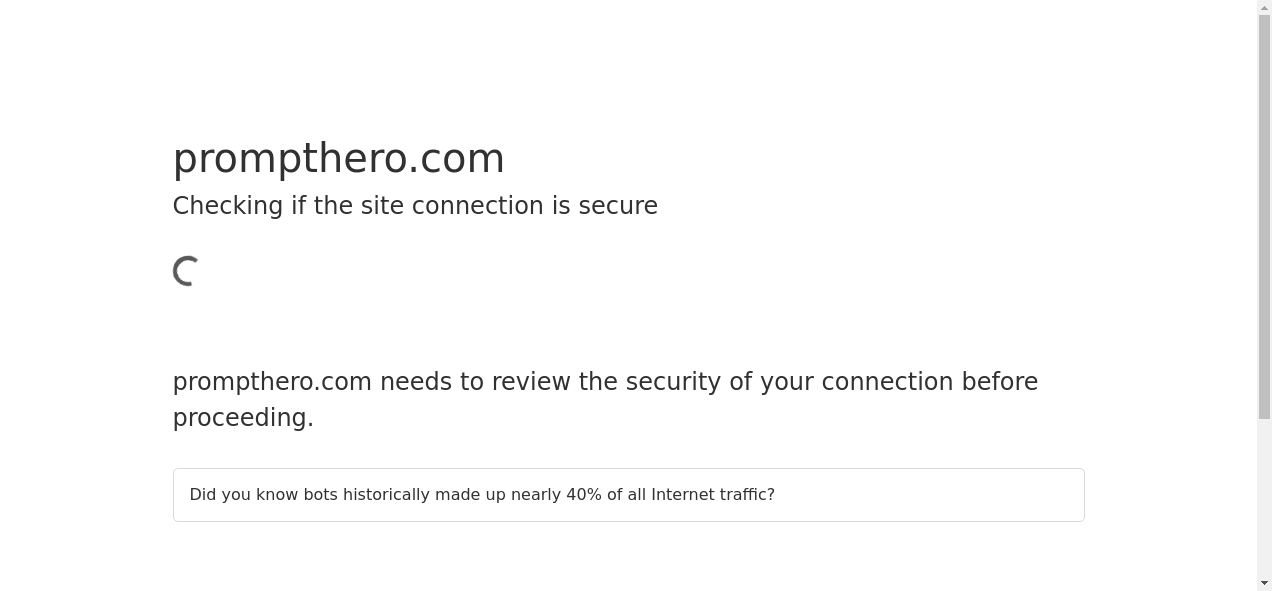 prompthero.com
Checking if the site connection is secure
prompthero.com needs to review the security of your connection before
proceeding.
Did you know bots historically made up nearly 40% of all Internet traffic?